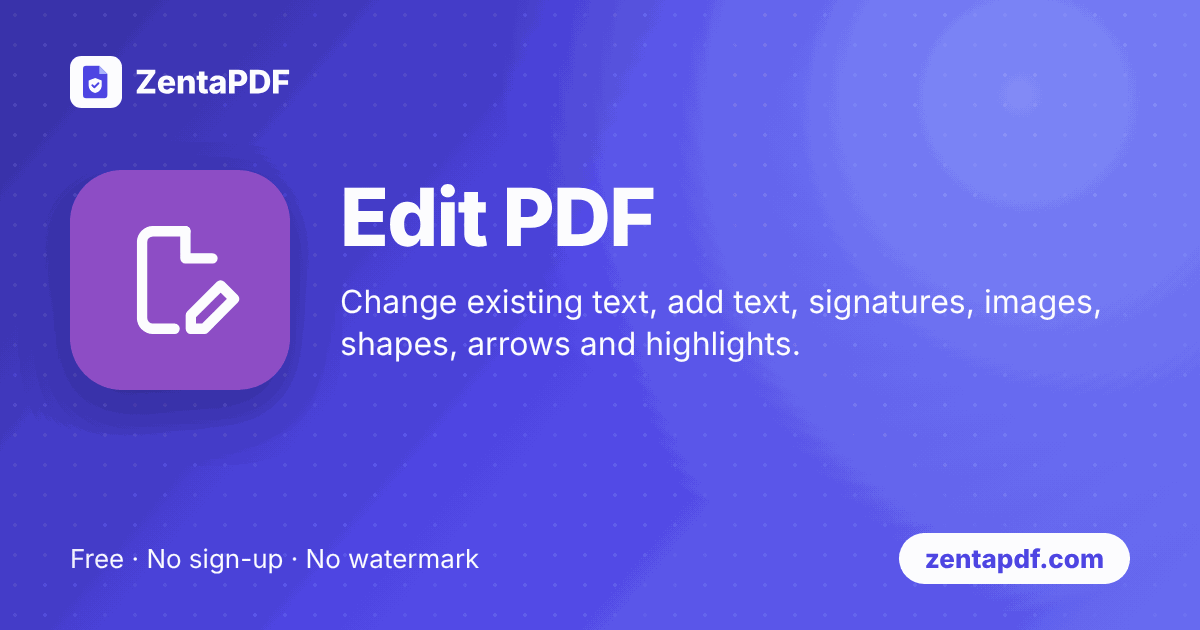 ZentaPDF
Edit PDF
Change existing text, add text, signatures, images,
shapes, arrows and highlights.
Free · No sign-up · No watermark
zentapdf.com